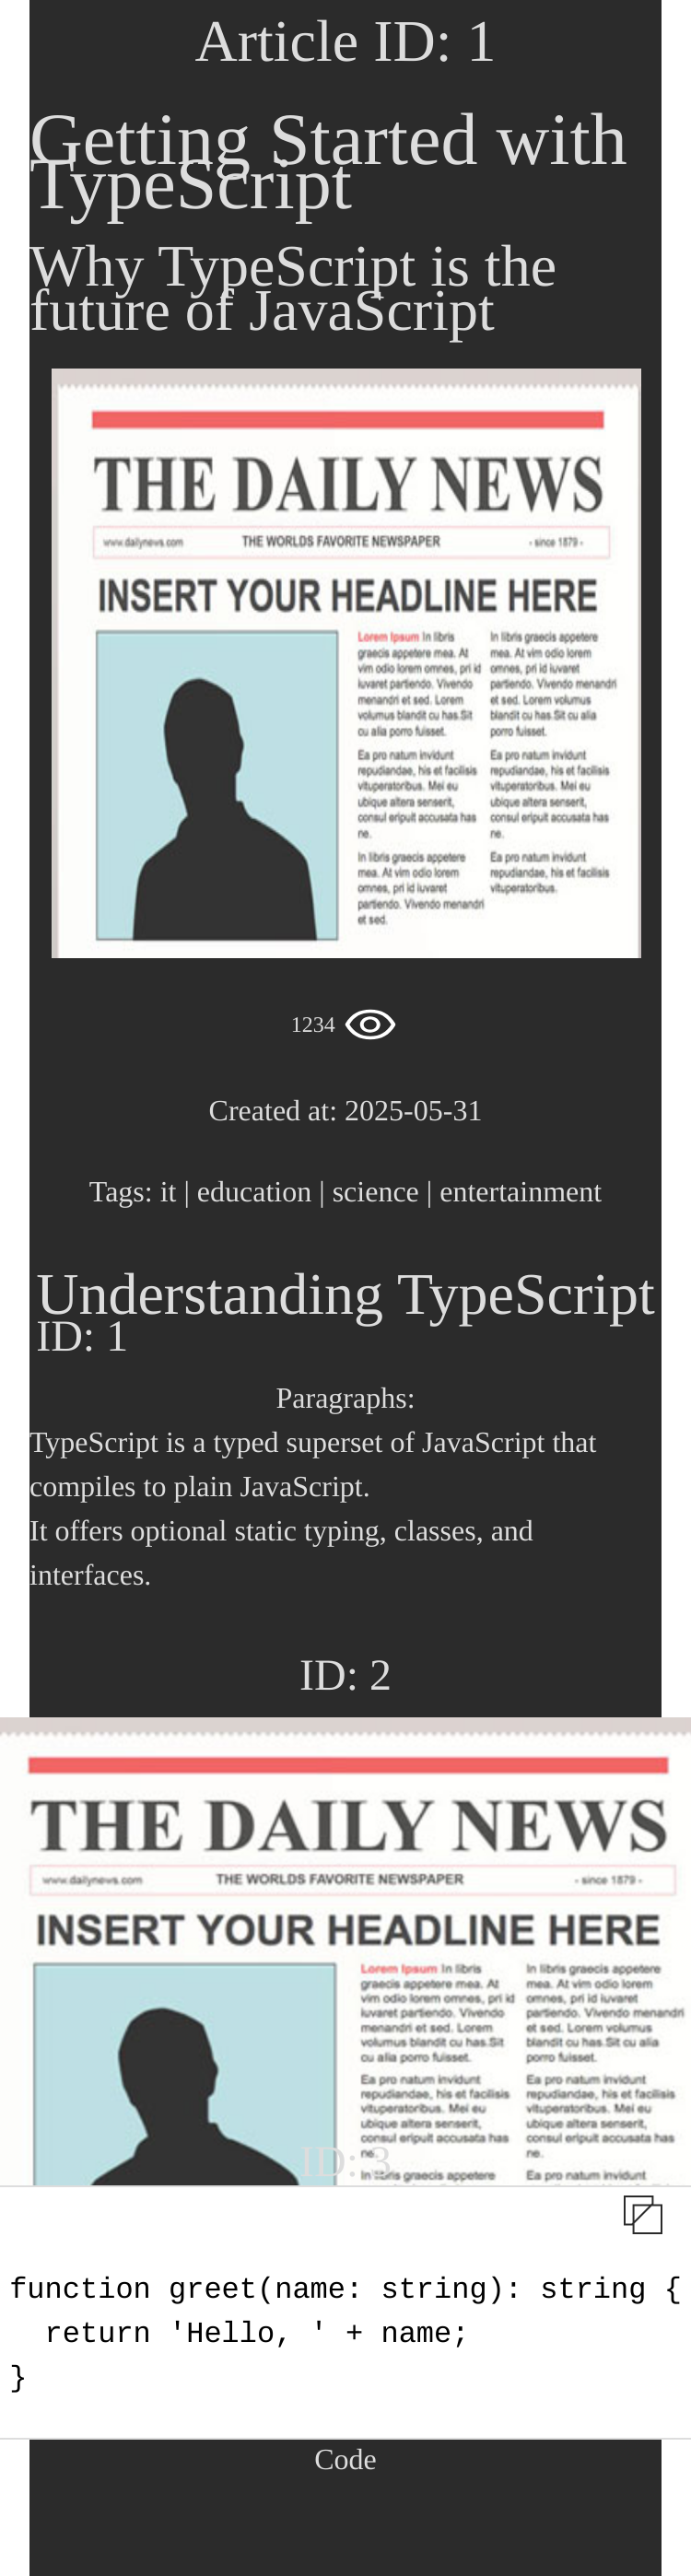 Article ID: 1
Getting Started with
TypeScript
Why TypeScript is the
future of JavaScript
THE DAILY NEWS
www.dailynews.com THE WORLDS FAVORITE NEWSPAPER - since 1879 -
INSERT YOUR HEADLINE HERE
Lorem Ipsum In libris
graecis appetere mea. At
vim odio lorem omnes, pri id
iuvaret partiendo. Vivendo
menandri et sed. Lorem
volumus blandit cu has.Sit
cu alia porro fuisset.
Ea pro natum invidunt
repudiandae, his et facilisis
vituperatoribus. Mei eu
ubique altera senserit,
consul eripuit accusata has
ne.
In libris graecis appetere
mea. At vim odio lorem
omnes, pri id iuvaret
partiendo. Vivendo menandri
et sed.
In libris graecis appetere
mea. At vim odio lorem
omnes, pri id iuvaret
partiendo. Vivendo menandri
et sed. Lorem volumus
blandit cu has.Sit cu alia
porro fuisset.
Ea pro natum invidunt
repudiandae, his et facilisis
vituperatoribus. Mei eu
ubique altera senserit,
consul eripuit accusata has
ne.
Ea pro natum invidunt
repudiandae, his et facilisis
vituperatoribus.
1234
Created at: 2025-05-31
Tags: it | education | science | entertainment
Understanding TypeScript
ID: 1
Paragraphs:
TypeScript is a typed superset of JavaScript that
compiles to plain JavaScript.
It offers optional static typing, classes, and
interfaces.
ID: 2
THE DAILY NEWS
www.dailynews.com THE WORLDS FAVORITE NEWSPAPER - since 1879 -
INSERT YOUR HEADLINE HERE
Lorem Ipsum In libris
graecis appetere mea. At
vim odio lorem omnes, pri id
iuvaret partiendo. Vivendo
menandri et sed. Lorem
volumus blandit cu has.Sit
cu alia porro fuisset.
Ea pro natum invidunt
repudiandae, his et facilisis
vituperatoribus. Mei eu
ubique altera senserit,
consul eripuit accusata has
ne.
In libris graecis appetere
In libris graecis appetere
mea. At vim odio lorem
omnes, pri id iuvaret
partiendo. Vivendo menandri
et sed. Lorem volumus
blandit cu has.Sit cu alia
porro fuisset.
Ea pro natum invidunt
repudiandae, his et facilisis
vituperatoribus. Mei eu
ubique altera senserit,
consul eripuit accusata has
ne.
Ea pro natum invidunt
ID: 3
function greet(name: string): string {
  return 'Hello, ' + name;
}
Code